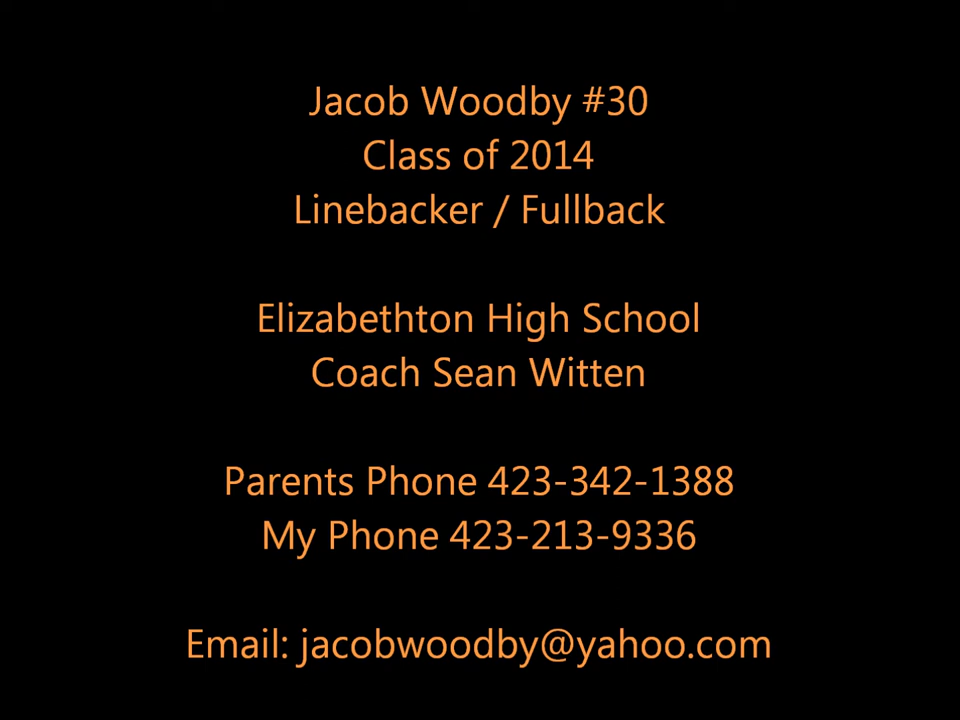 Jacob Woodby #30
Class of 2014
Linebacker / Fullback
Elizabethton High School
Coach Sean Witten
Parents Phone 423-342-1388
My Phone 423-213-9336
Email: jacobwoodby@yahoo.com